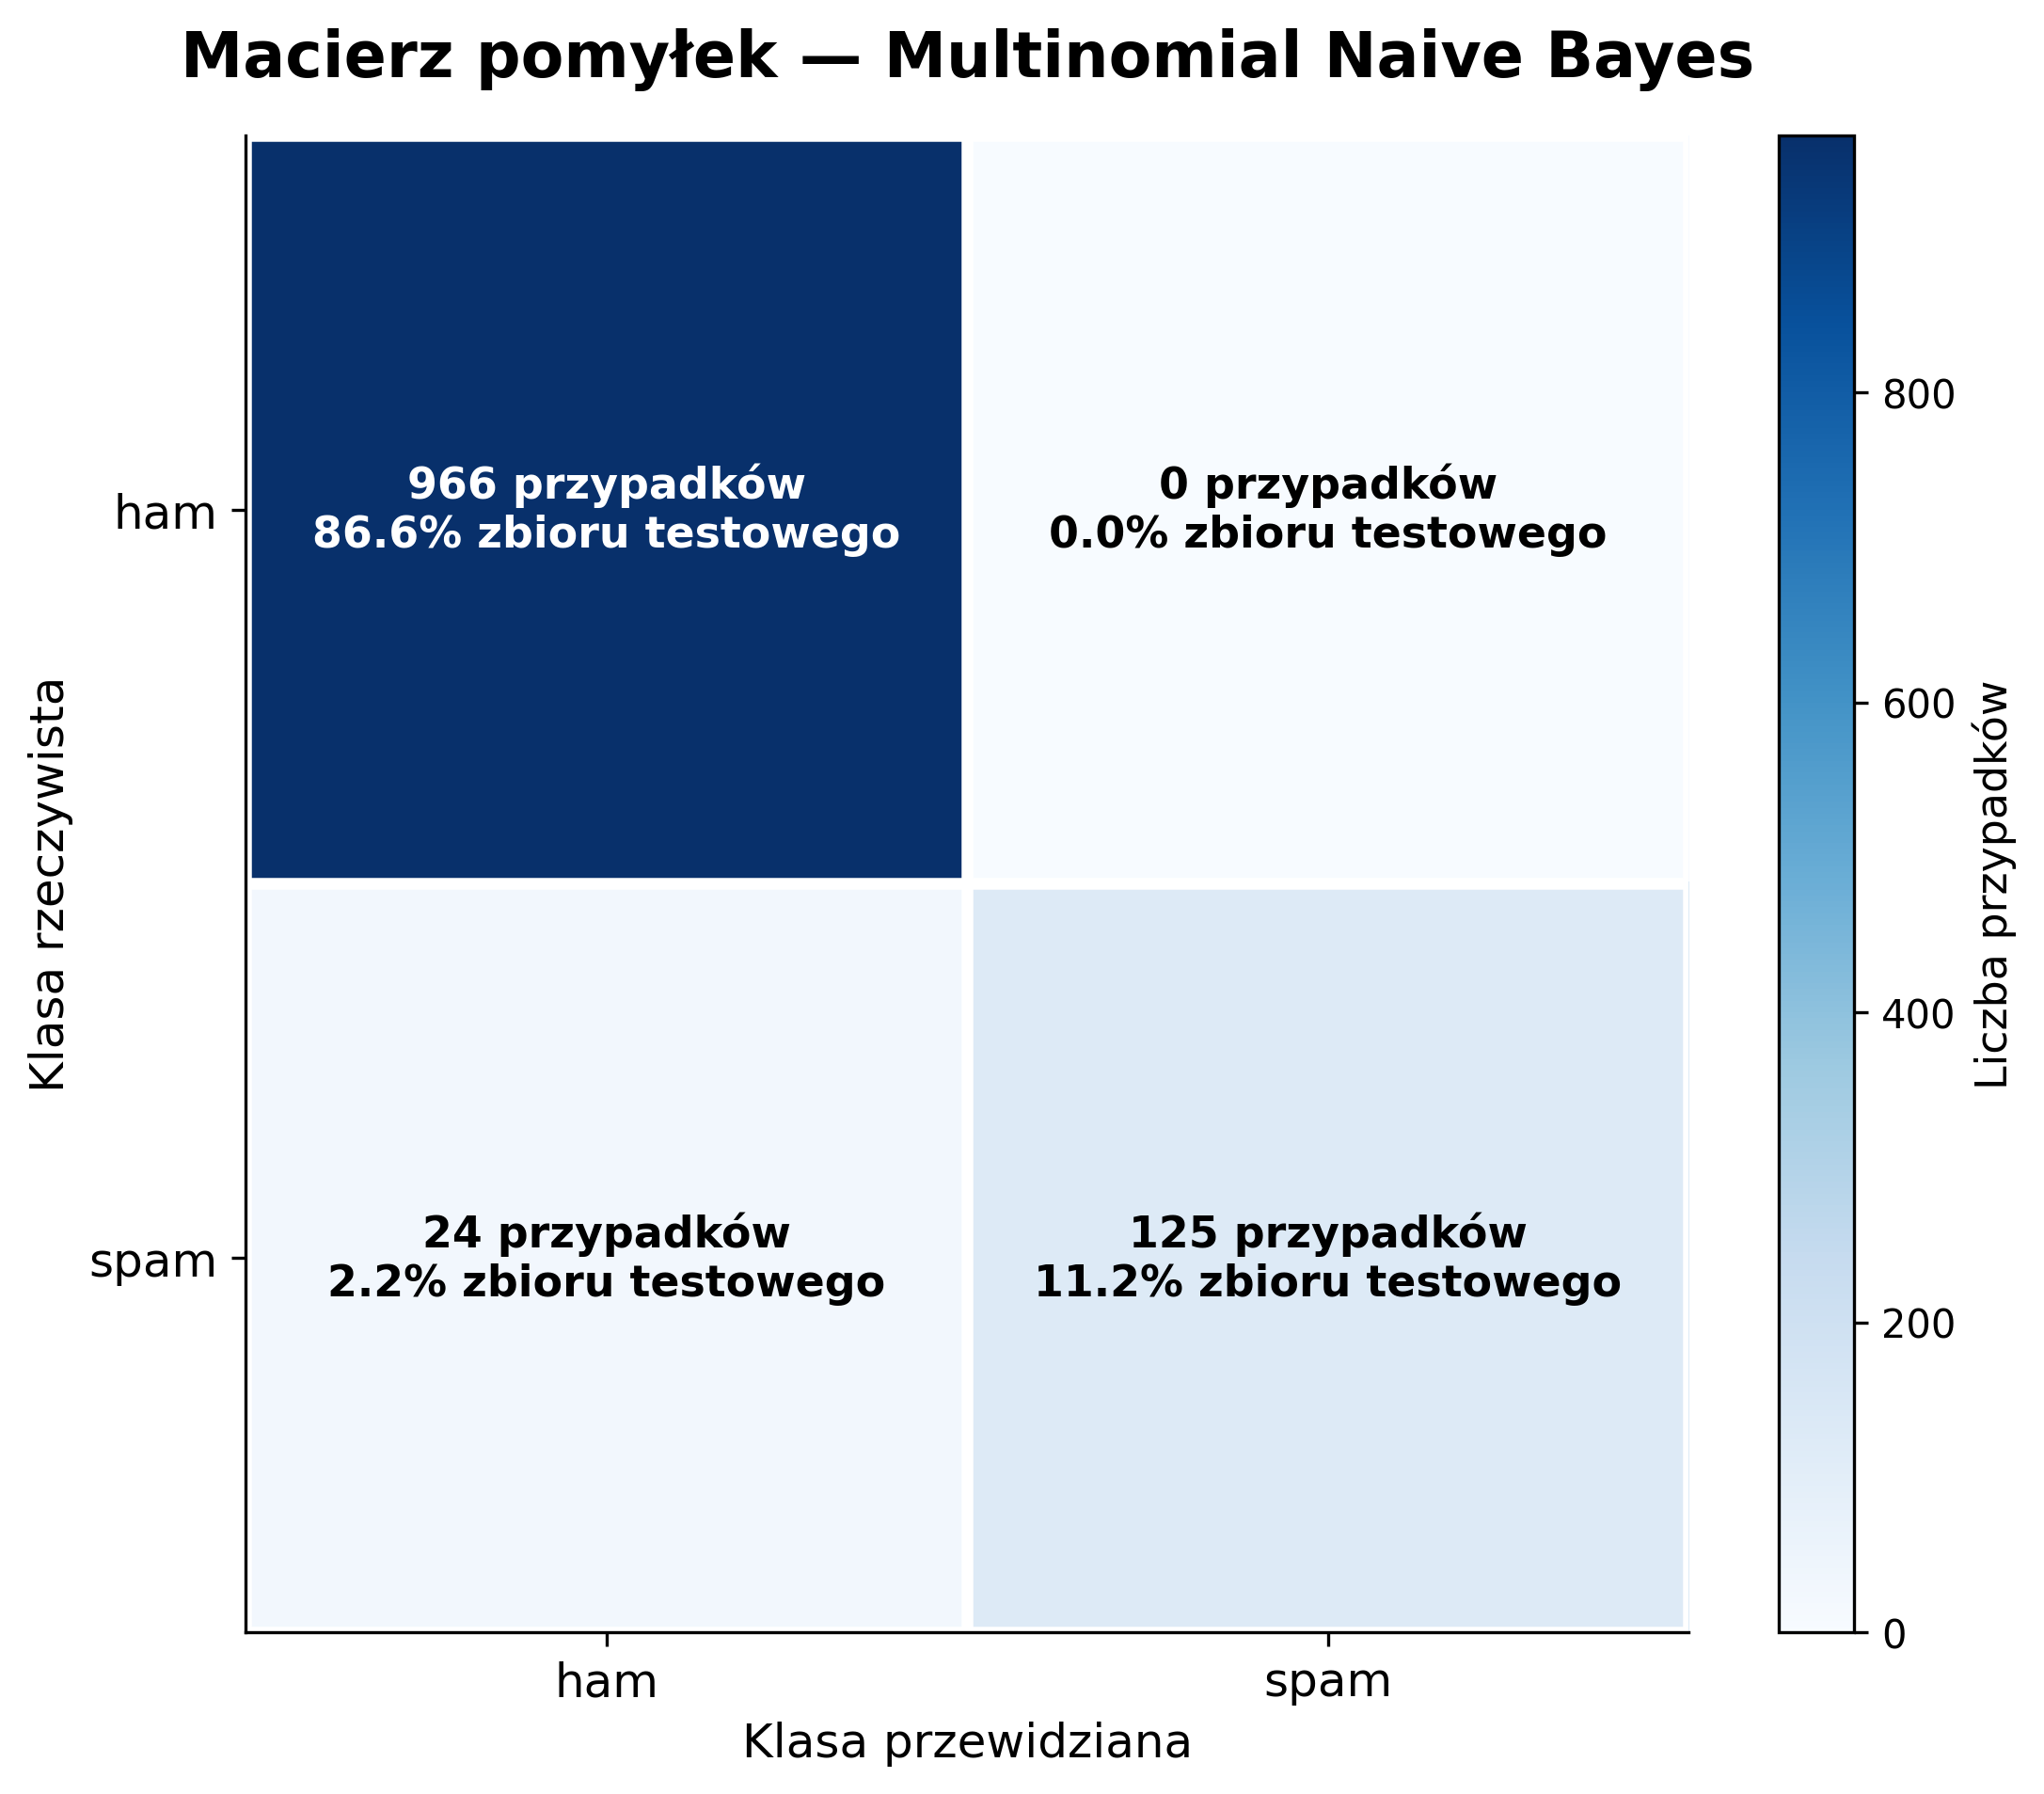 Macierz pomyłek — Multinomial Naive Bayes
Klasa rzeczywista
ham
966 przypadków
86.6% zbioru testowego
0 przypadków
0.0% zbioru testowego
spam
24 przypadków
2.2% zbioru testowego
125 przypadków
11.2% zbioru testowego
ham
spam
Klasa przewidziana
800
600
400
200
0
Liczba przypadków